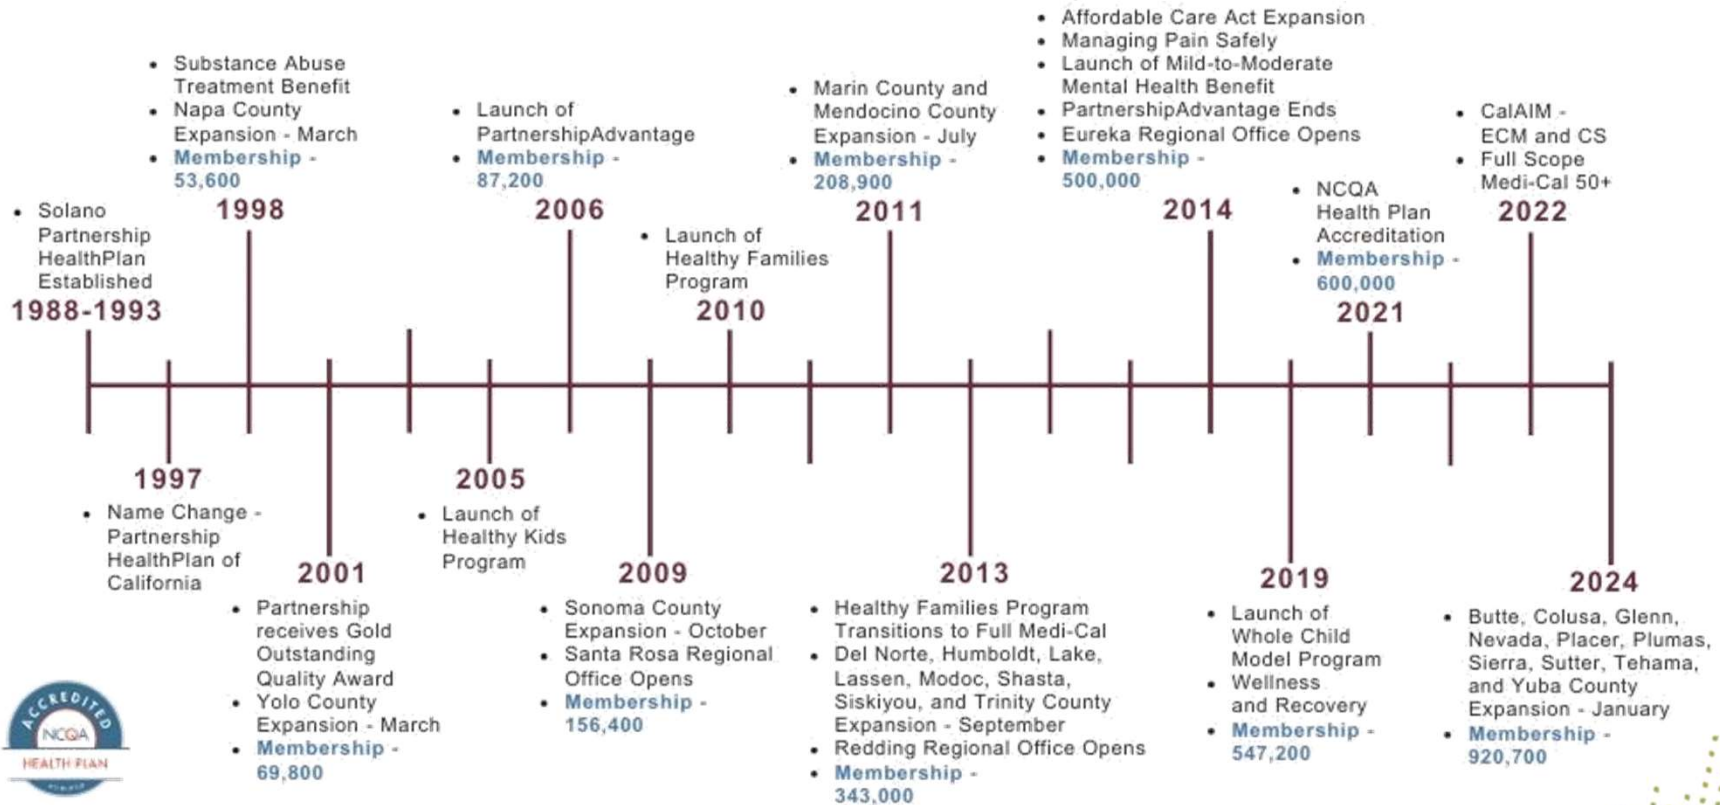 • Solano
Partnership
HealthPlan
Established
1988-1993
1997
• Name Change -
Partnership
HealthPlan of
California
• Substance Abuse
Treatment Benefit
• Napa County
Expansion - March
• Membership -
53,600
1998
2001
• Partnership
receives Gold
Outstanding
Quality Award
• Yolo County
Expansion - March
• Membership -
69,800
2005
• Launch of
Healthy Kids
Program
• Launch of
PartnershipAdvantage
• Membership -
87,200
2006
2009
• Sonoma County
Expansion - October
• Santa Rosa Regional
Office Opens
• Membership -
156,400
• Launch of
Healthy Families
Program
2010
• Marin County and
Mendocino County
Expansion - July
• Membership -
208,900
2011
2013
• Healthy Families Program
Transitions to Full Medi-Cal
• Del Norte, Humboldt, Lake,
Lassen, Modoc, Shasta,
Siskiyou, and Trinity County
Expansion - September
• Redding Regional Office Opens
• Membership -
343,000
• Affordable Care Act Expansion
• Managing Pain Safely
• Launch of Mild-to-Moderate
Mental Health Benefit
• PartnershipAdvantage Ends
• Eureka Regional Office Opens
• Membership -
500,000
2014
2019
• Launch of
Whole Child
Model Program
• Wellness
and Recovery
• Membership -
547,200
• NCQA
Health Plan
Accreditation
• Membership -
600,000
2021
• CalAIM -
ECM and CS
• Full Scope
Medi-Cal 50+
2022
2024
• Butte, Colusa, Glenn,
Nevada, Placer, Plumas,
Sierra, Sutter, Tehama,
and Yuba County
Expansion - January
• Membership -
920,700
ACCREDITED
NCQA
HEALTH PLAN